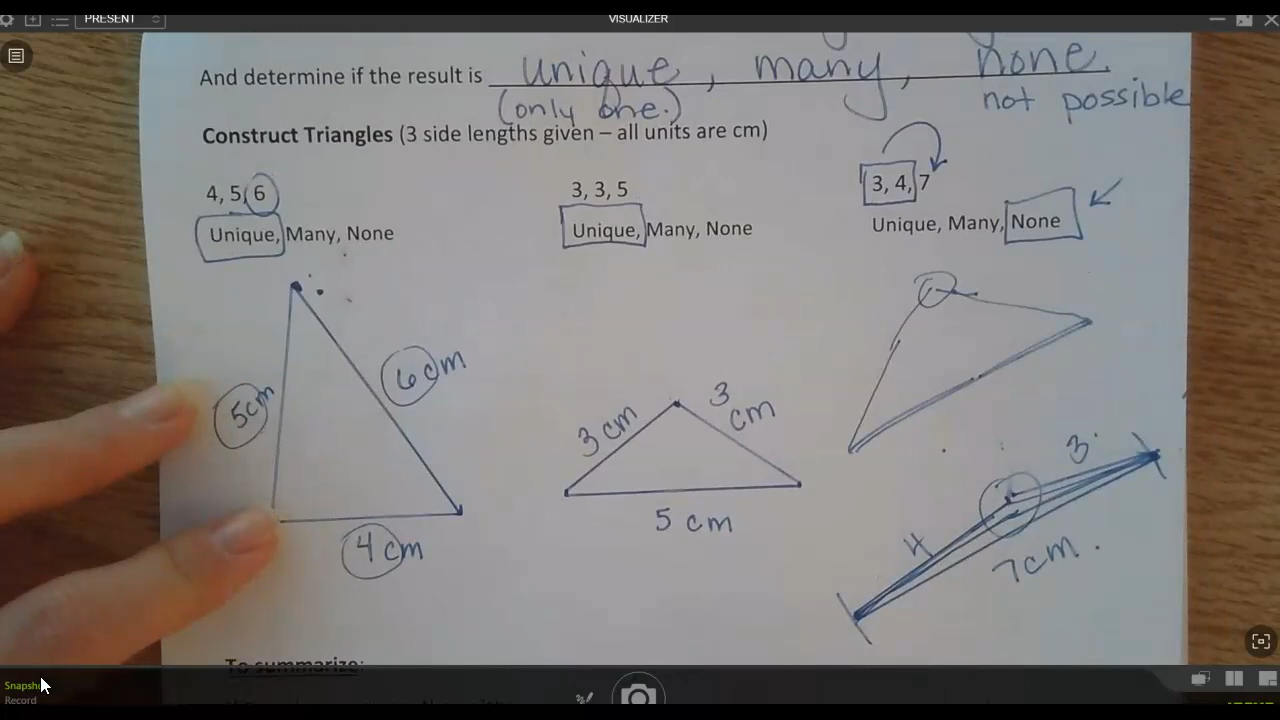 PRESENT
VISUALIZER
And determine if the result is unique, many, none.
(only one.) not possible
Construct Triangles (3 side lengths given – all units are cm)
4, 5, 6
3, 3, 5
3, 4, 7
Unique, Many, None
Unique, Many, None
Unique, Many, None
5cm
6cm
4cm
3 cm
3 cm
5 cm
3
4
7cm.
To summarize:
Snapsho
Record